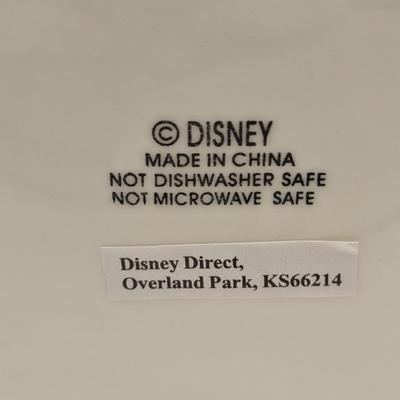 © DISNEY
MADE IN CHINA
NOT DISHWASHER SAFE
NOT MICROWAVE SAFE
Disney Direct,
Overland Park, KS66214